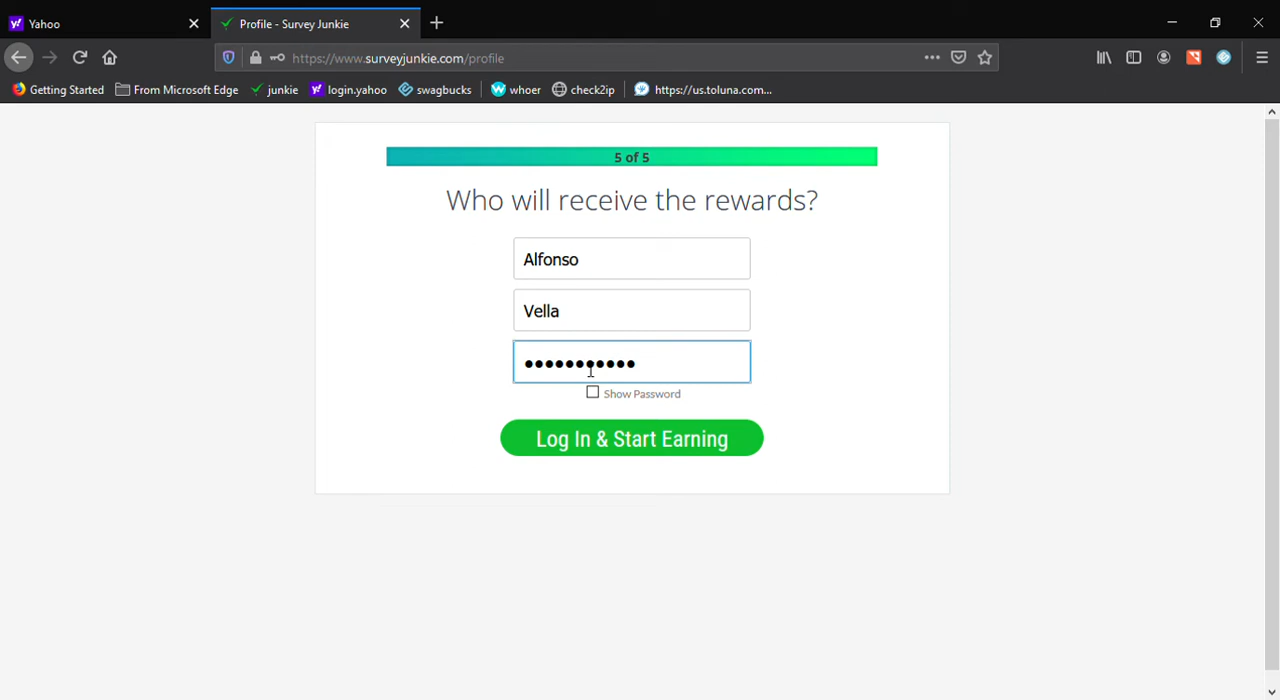 Yahoo
Profile - Survey Junkie
https://www.surveyjunkie.com/profile
Getting Started From Microsoft Edge junkie login.yahoo swagbucks whoer check2ip https://us.toluna.com...
5 of 5
Who will receive the rewards?
Alfonso
Vella
•••••••••••
Show Password
Log In & Start Earning